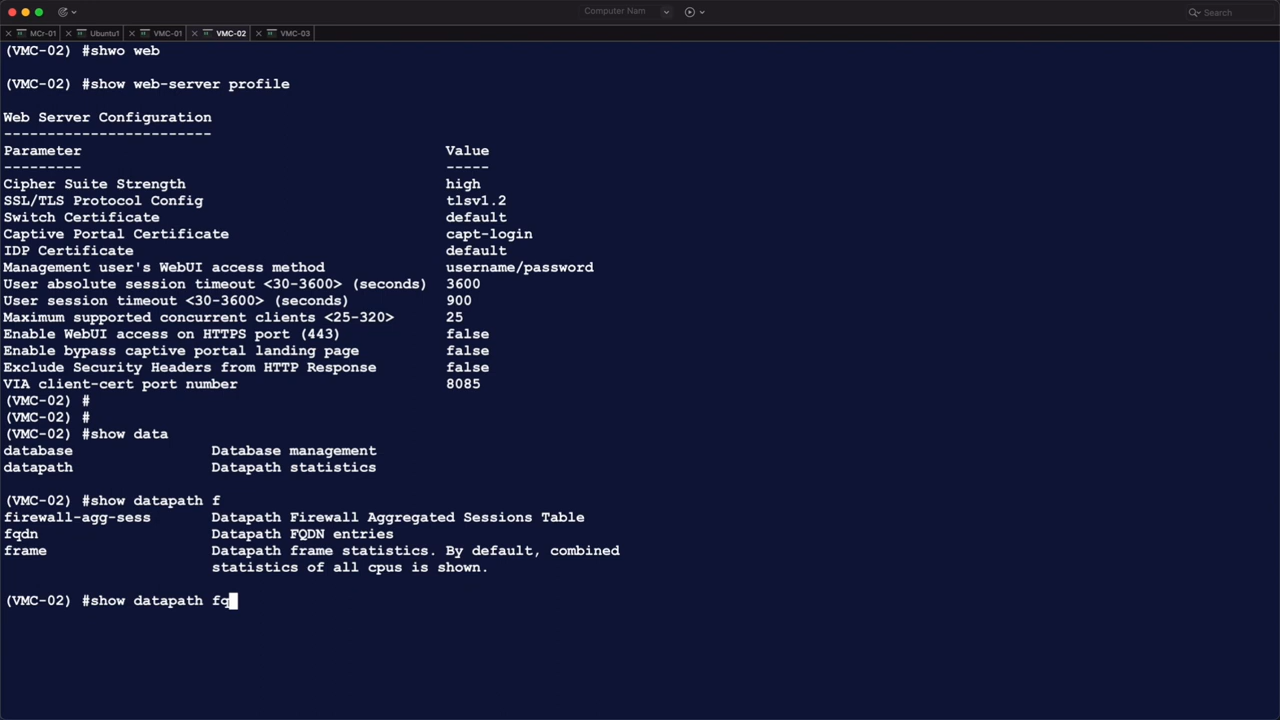 Computer Nam
Search
MCr-01 Ubuntu1 VMC-01 VMC-02 VMC-03
(VMC-02) #shwo web
(VMC-02) #show web-server profile
Web Server Configuration
------------------------
Parameter Value
--------- -----
Cipher Suite Strength high
SSL/TLS Protocol Config tlsv1.2
Switch Certificate default
Captive Portal Certificate capt-login
IDP Certificate default
Management user's WebUI access method username/password
User absolute session timeout <30-3600> (seconds) 3600
User session timeout <30-3600> (seconds) 900
Maximum supported concurrent clients <25-320> 25
Enable WebUI access on HTTPS port (443) false
Enable bypass captive portal landing page false
Exclude Security Headers from HTTP Response false
VIA client-cert port number 8085
(VMC-02) #
(VMC-02) #
(VMC-02) #show data
database Database management
datapath Datapath statistics
(VMC-02) #show datapath f
firewall-agg-sess Datapath Firewall Aggregated Sessions Table
fqdn Datapath FQDN entries
frame Datapath frame statistics. By default, combined
statistics of all cpus is shown.
(VMC-02) #show datapath fq